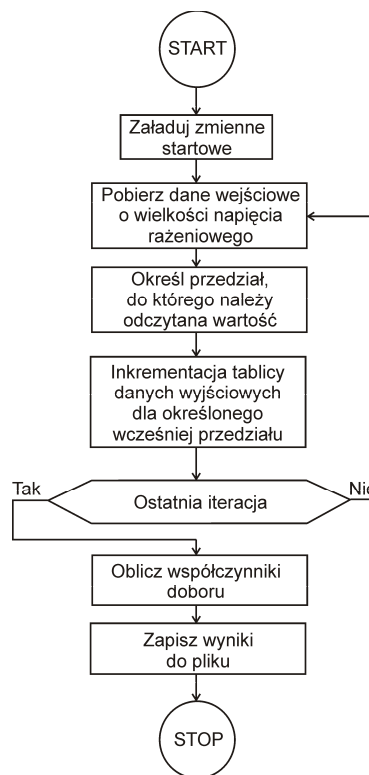 START
Załaduj zmienne
startowe
Pobierz dane wejściowe
o wielkości napięcia
rażeniowego
Określ przedział,
do którego należy
odczytana wartość
Inkrementacja tablicy
danych wyjściowych
dla określonego
wcześniej przedziału
Tak
Ostatnia iteracja
Nie
Oblicz współczynniki
doboru
Zapisz wyniki
do pliku
STOP